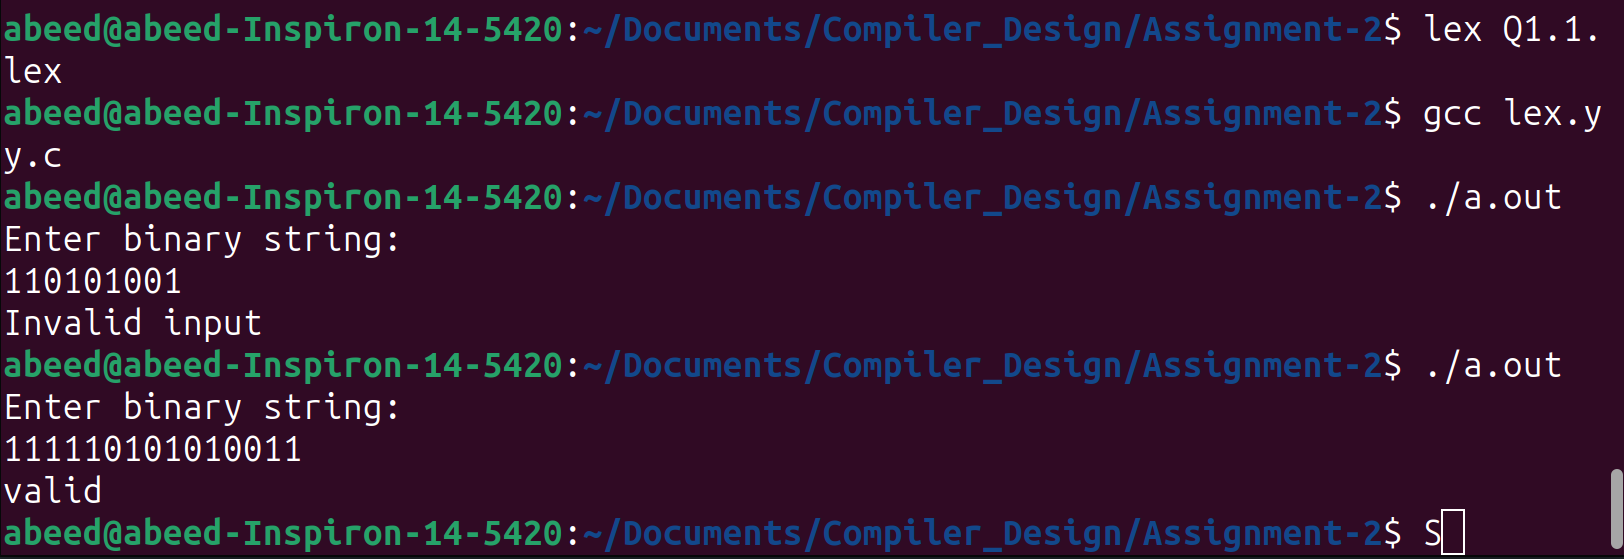 abeed@abeed-Inspiron-14-5420:~/Documents/Compiler_Design/Assignment-2$ lex Q1.1.
lex
abeed@abeed-Inspiron-14-5420:~/Documents/Compiler_Design/Assignment-2$ gcc lex.y
y.c
abeed@abeed-Inspiron-14-5420:~/Documents/Compiler_Design/Assignment-2$ ./a.out
Enter binary string:
110101001
Invalid input
abeed@abeed-Inspiron-14-5420:~/Documents/Compiler_Design/Assignment-2$ ./a.out
Enter binary string:
111110101010011
valid
abeed@abeed-Inspiron-14-5420:~/Documents/Compiler_Design/Assignment-2$ S